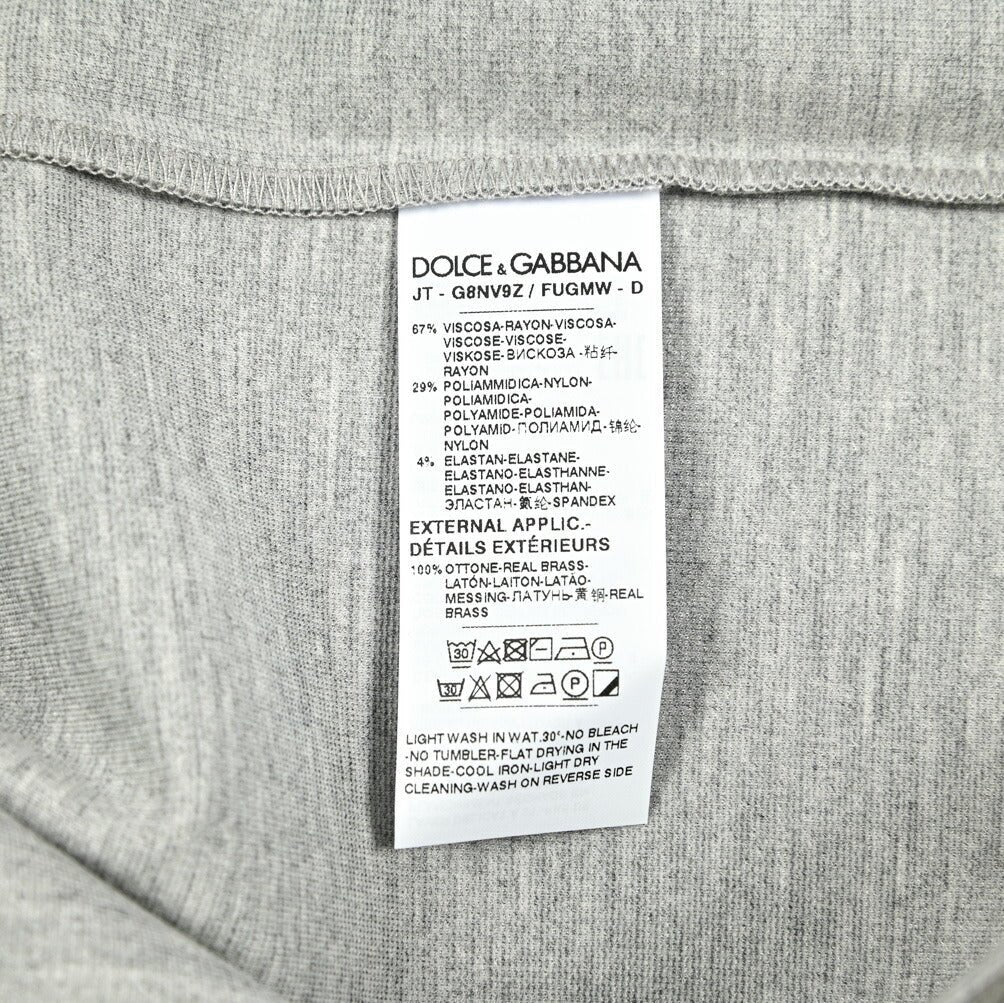 DOLCE & GABBANA
JT - G8NV9Z / FUGMW - D
67% VISCOSA-RAYON-VISCOSA-
VISCOSE-VISCOSE-
VISKOSE-ВИСКОЗА -粘纤-
RAYON
29% POLIAMMIDICA-NYLON-
POLIAMIDICA-
POLYAMIDE-POLIAMIDA-
POLYAMID-ПОЛИАМИД-锦纶-
NYLON
4% ELASTAN-ELASTANE-
ELASTANO-ELASTHANNE-
ELASTANO-ELASTHAN-
ЭЛАСТАН-氨纶-SPANDEX
EXTERNAL APPLIC.-
DÉTAILS EXTÉRIEURS
100% OTTONE-REAL BRASS-
LATÓN-LAITON-LATÃO-
MESSING-ЛАТУНЬ-黄铜-REAL
BRASS
30 P
30 P
LIGHT WASH IN WAT.30°-NO BLEACH
-NO TUMBLER-FLAT DRYING IN THE
SHADE-COOL IRON-LIGHT DRY
CLEANING-WASH ON REVERSE SIDE